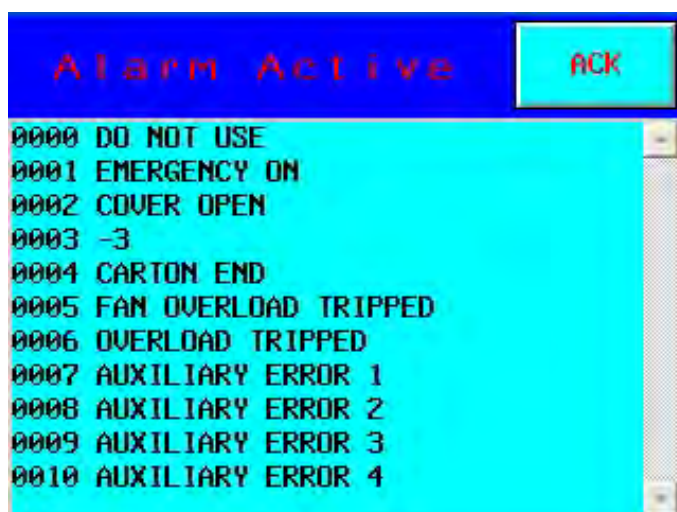 Alarm Active
ACK
0000 DO NOT USE
0001 EMERGENCY ON
0002 COVER OPEN
0003 -3
0004 CARTON END
0005 FAN OVERLOAD TRIPPED
0006 OVERLOAD TRIPPED
0007 AUXILIARY ERROR 1
0008 AUXILIARY ERROR 2
0009 AUXILIARY ERROR 3
0010 AUXILIARY ERROR 4